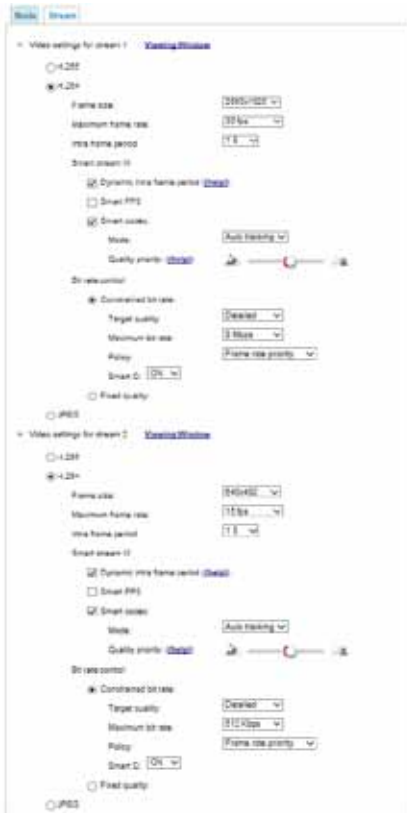 Mode Stream
Video settings for stream 1 Viewing Window
H.265
H.264
Frame size:
Maximum frame rate: 30 fps
Intra frame period: 1 S
Smart stream III
Dynamic intra frame period (Help)
Smart FPS
Smart codec:
Mode: Auto tracking
Quality priority: (Help)
Bit rate control
Constrained bit rate:
Target quality: Detailed
Maximum bit rate:
Policy: Frame rate priority
Smart Q: ON
Fixed quality:
JPEG
Video settings for stream 2 Viewing Window
H.265
H.264
Frame size:
Maximum frame rate: 15 fps
Intra frame period: 1 S
Smart stream III
Dynamic intra frame period (Help)
Smart FPS
Smart codec:
Mode: Auto tracking
Quality priority: (Help)
Bit rate control
Constrained bit rate:
Target quality: Detailed
Maximum bit rate: 512 Kbps
Policy: Frame rate priority
Smart Q: ON
Fixed quality:
JPEG